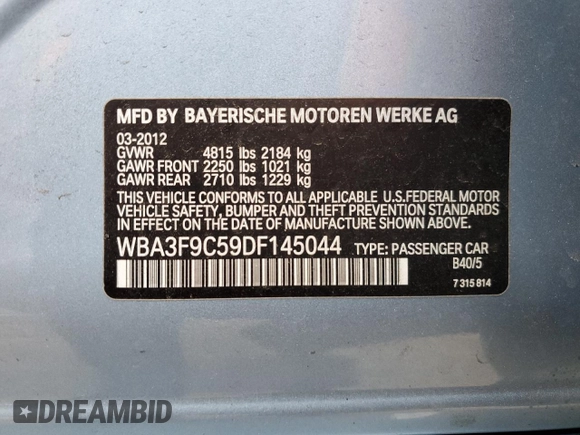 MFD BY BAYERISCHE MOTOREN WERKE AG
03-2012
GVWR 4815 lbs 2184 kg
GAWR FRONT 2250 lbs 1021 kg
GAWR REAR 2710 lbs 1229 kg
THIS VEHICLE CONFORMS TO ALL APPLICABLE U.S.FEDERAL MOTOR
VEHICLE SAFETY, BUMPER AND THEFT PREVENTION STANDARDS
IN EFFECT ON THE DATE OF MANUFACTURE SHOWN ABOVE.
WBA3F9C59DF145044 TYPE: PASSENGER CAR
B40/5
7 315 814
DREAMBID